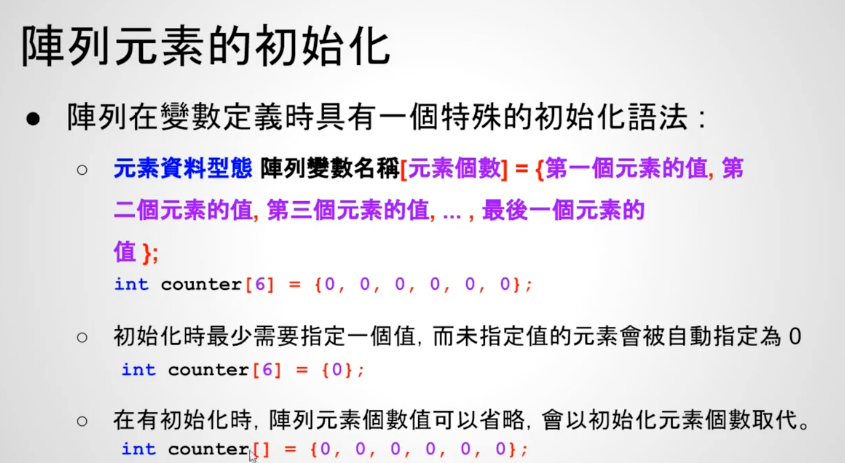 陣列元素的初始化
● 陣列在變數定義時具有一個特殊的初始化語法：
○ 元素資料型態 陣列變數名稱[元素個數] = {第一個元素的值, 第
二個元素的值, 第三個元素的值, ... , 最後一個元素的
值 };
int counter[6] = {0, 0, 0, 0, 0, 0};
○ 初始化時最少需要指定一個值, 而未指定值的元素會被自動指定為 0
int counter[6] = {0};
○ 在有初始化時, 陣列元素個數值可以省略, 會以初始化元素個數取代。
int counter[] = {0, 0, 0, 0, 0, 0};